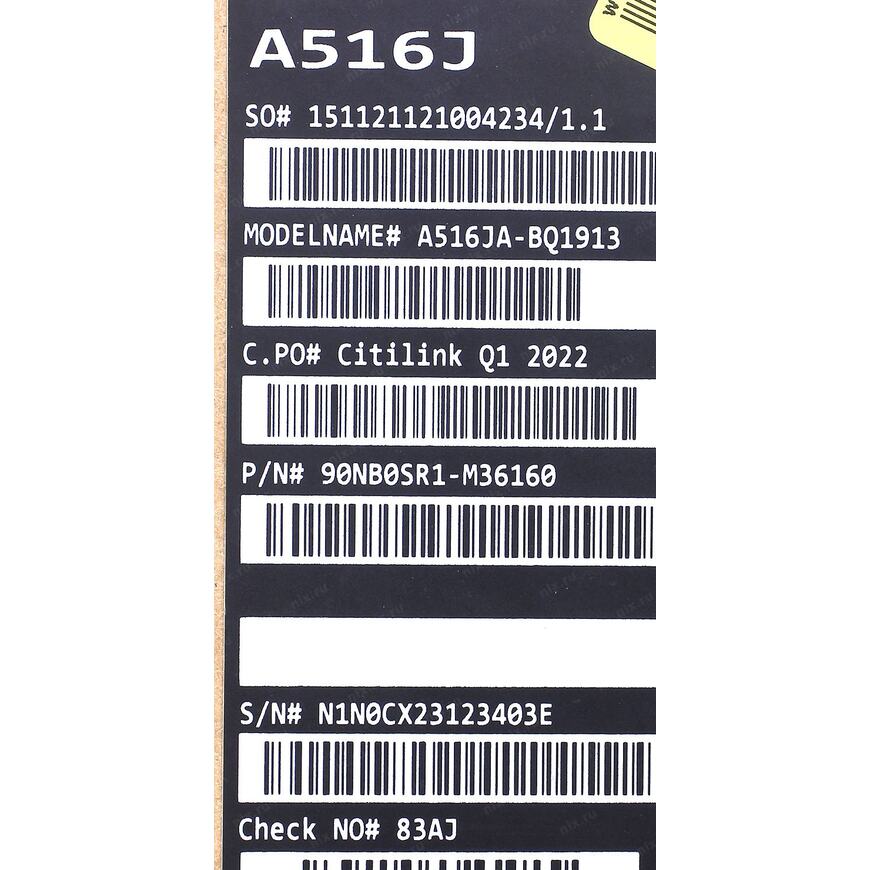 A516J
SO# 151121121004234/1.1
MODELNAME# A516JA-BQ1913
C.PO# Citilink Q1 2022
P/N# 90NB0SR1-M36160
S/N# N1N0CX23123403E
Check NO# 83AJ